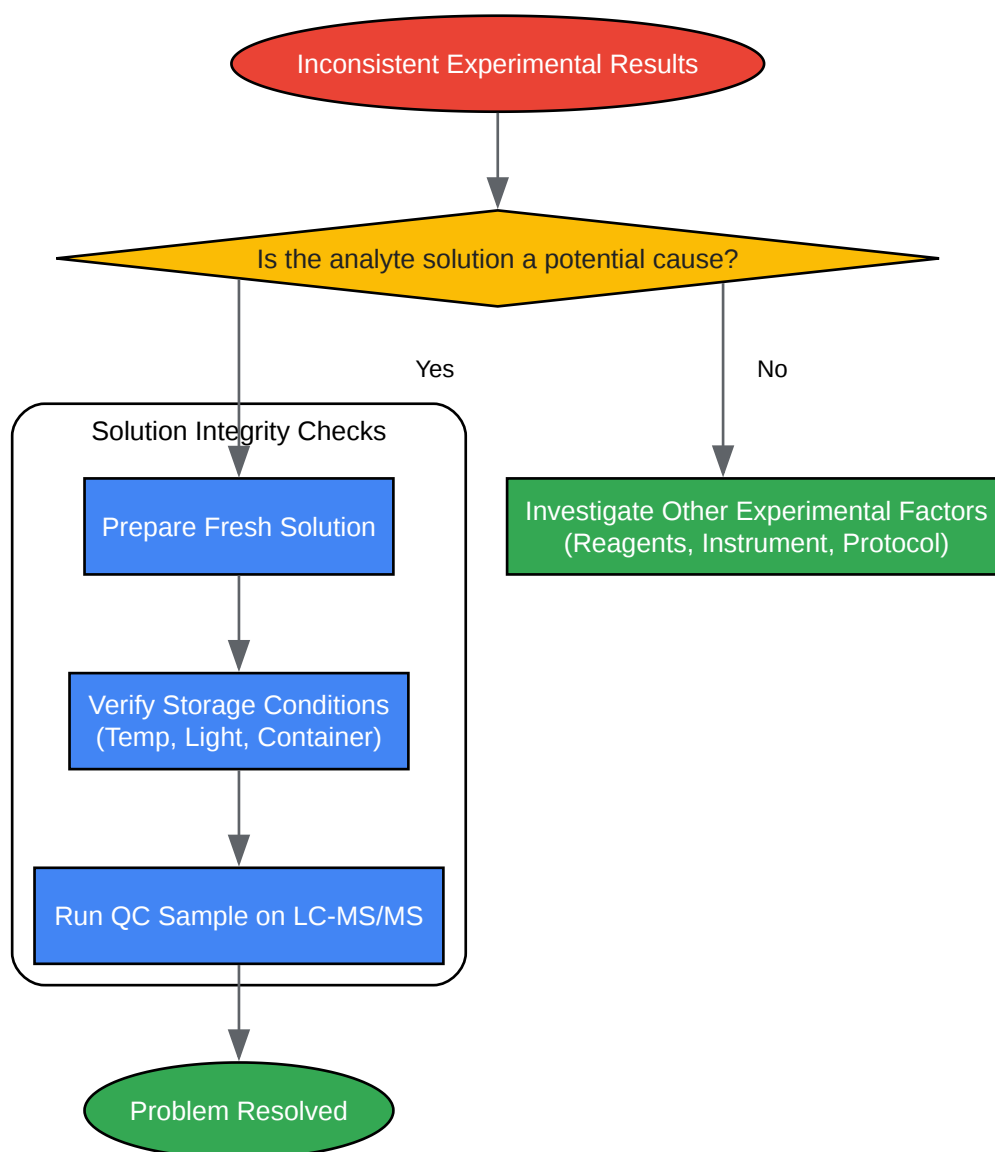 Inconsistent Experimental Results
Is the analyte solution a potential cause?
Yes
No
Solution Integrity Checks
Prepare Fresh Solution
Investigate Other Experimental Factors
(Reagents, Instrument, Protocol)
Verify Storage Conditions
(Temp, Light, Container)
Run QC Sample on LC-MS/MS
Problem Resolved